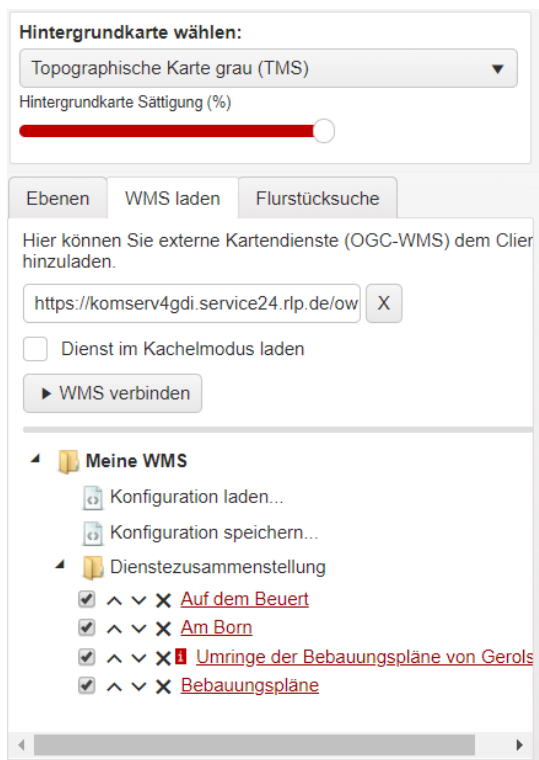 Hintergrundkarte wählen:
Topographische Karte grau (TMS)
Hintergrundkarte Sättigung (%)
Ebenen WMS laden Flurstücksuche
Hier können Sie externe Kartendienste (OGC-WMS) dem Clier
hinzuladen.
https://komserv4gdi.service24.rlp.de/ow X
Dienst im Kachelmodus laden
WMS verbinden
Meine WMS
Konfiguration laden...
Konfiguration speichern...
Dienstezusammenstellung
Auf dem Beuert
Am Born
Umringe der Bebauungspläne von Gerols
Bebauungspläne